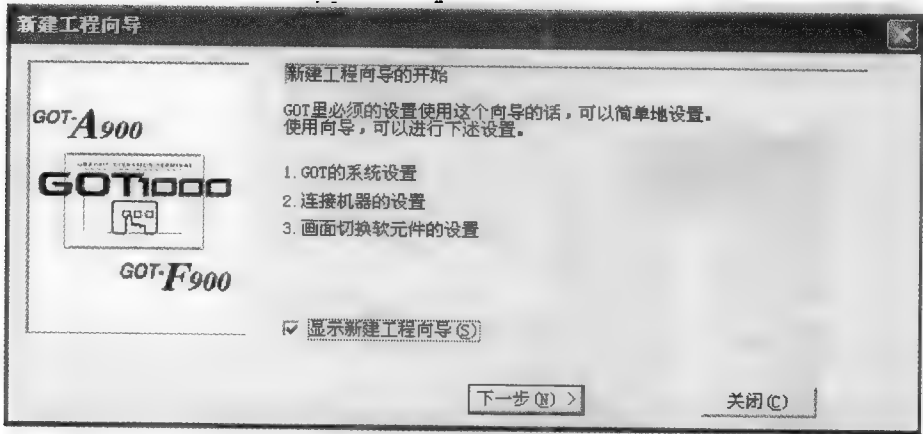 新建工程向导
新建工程向导的开始
GOT里必须的设置使用这个向导的话，可以简单地设置。
使用向导，可以进行下述设置。
1. GOT的系统设置
2. 连接机器的设置
3. 画面切换软元件的设置
GOT-A900
GRAPHIC OPERATION TERMINAL
GOT1000
GOT-F900
显示新建工程向导(S)
下一步(N) >
关闭(C)